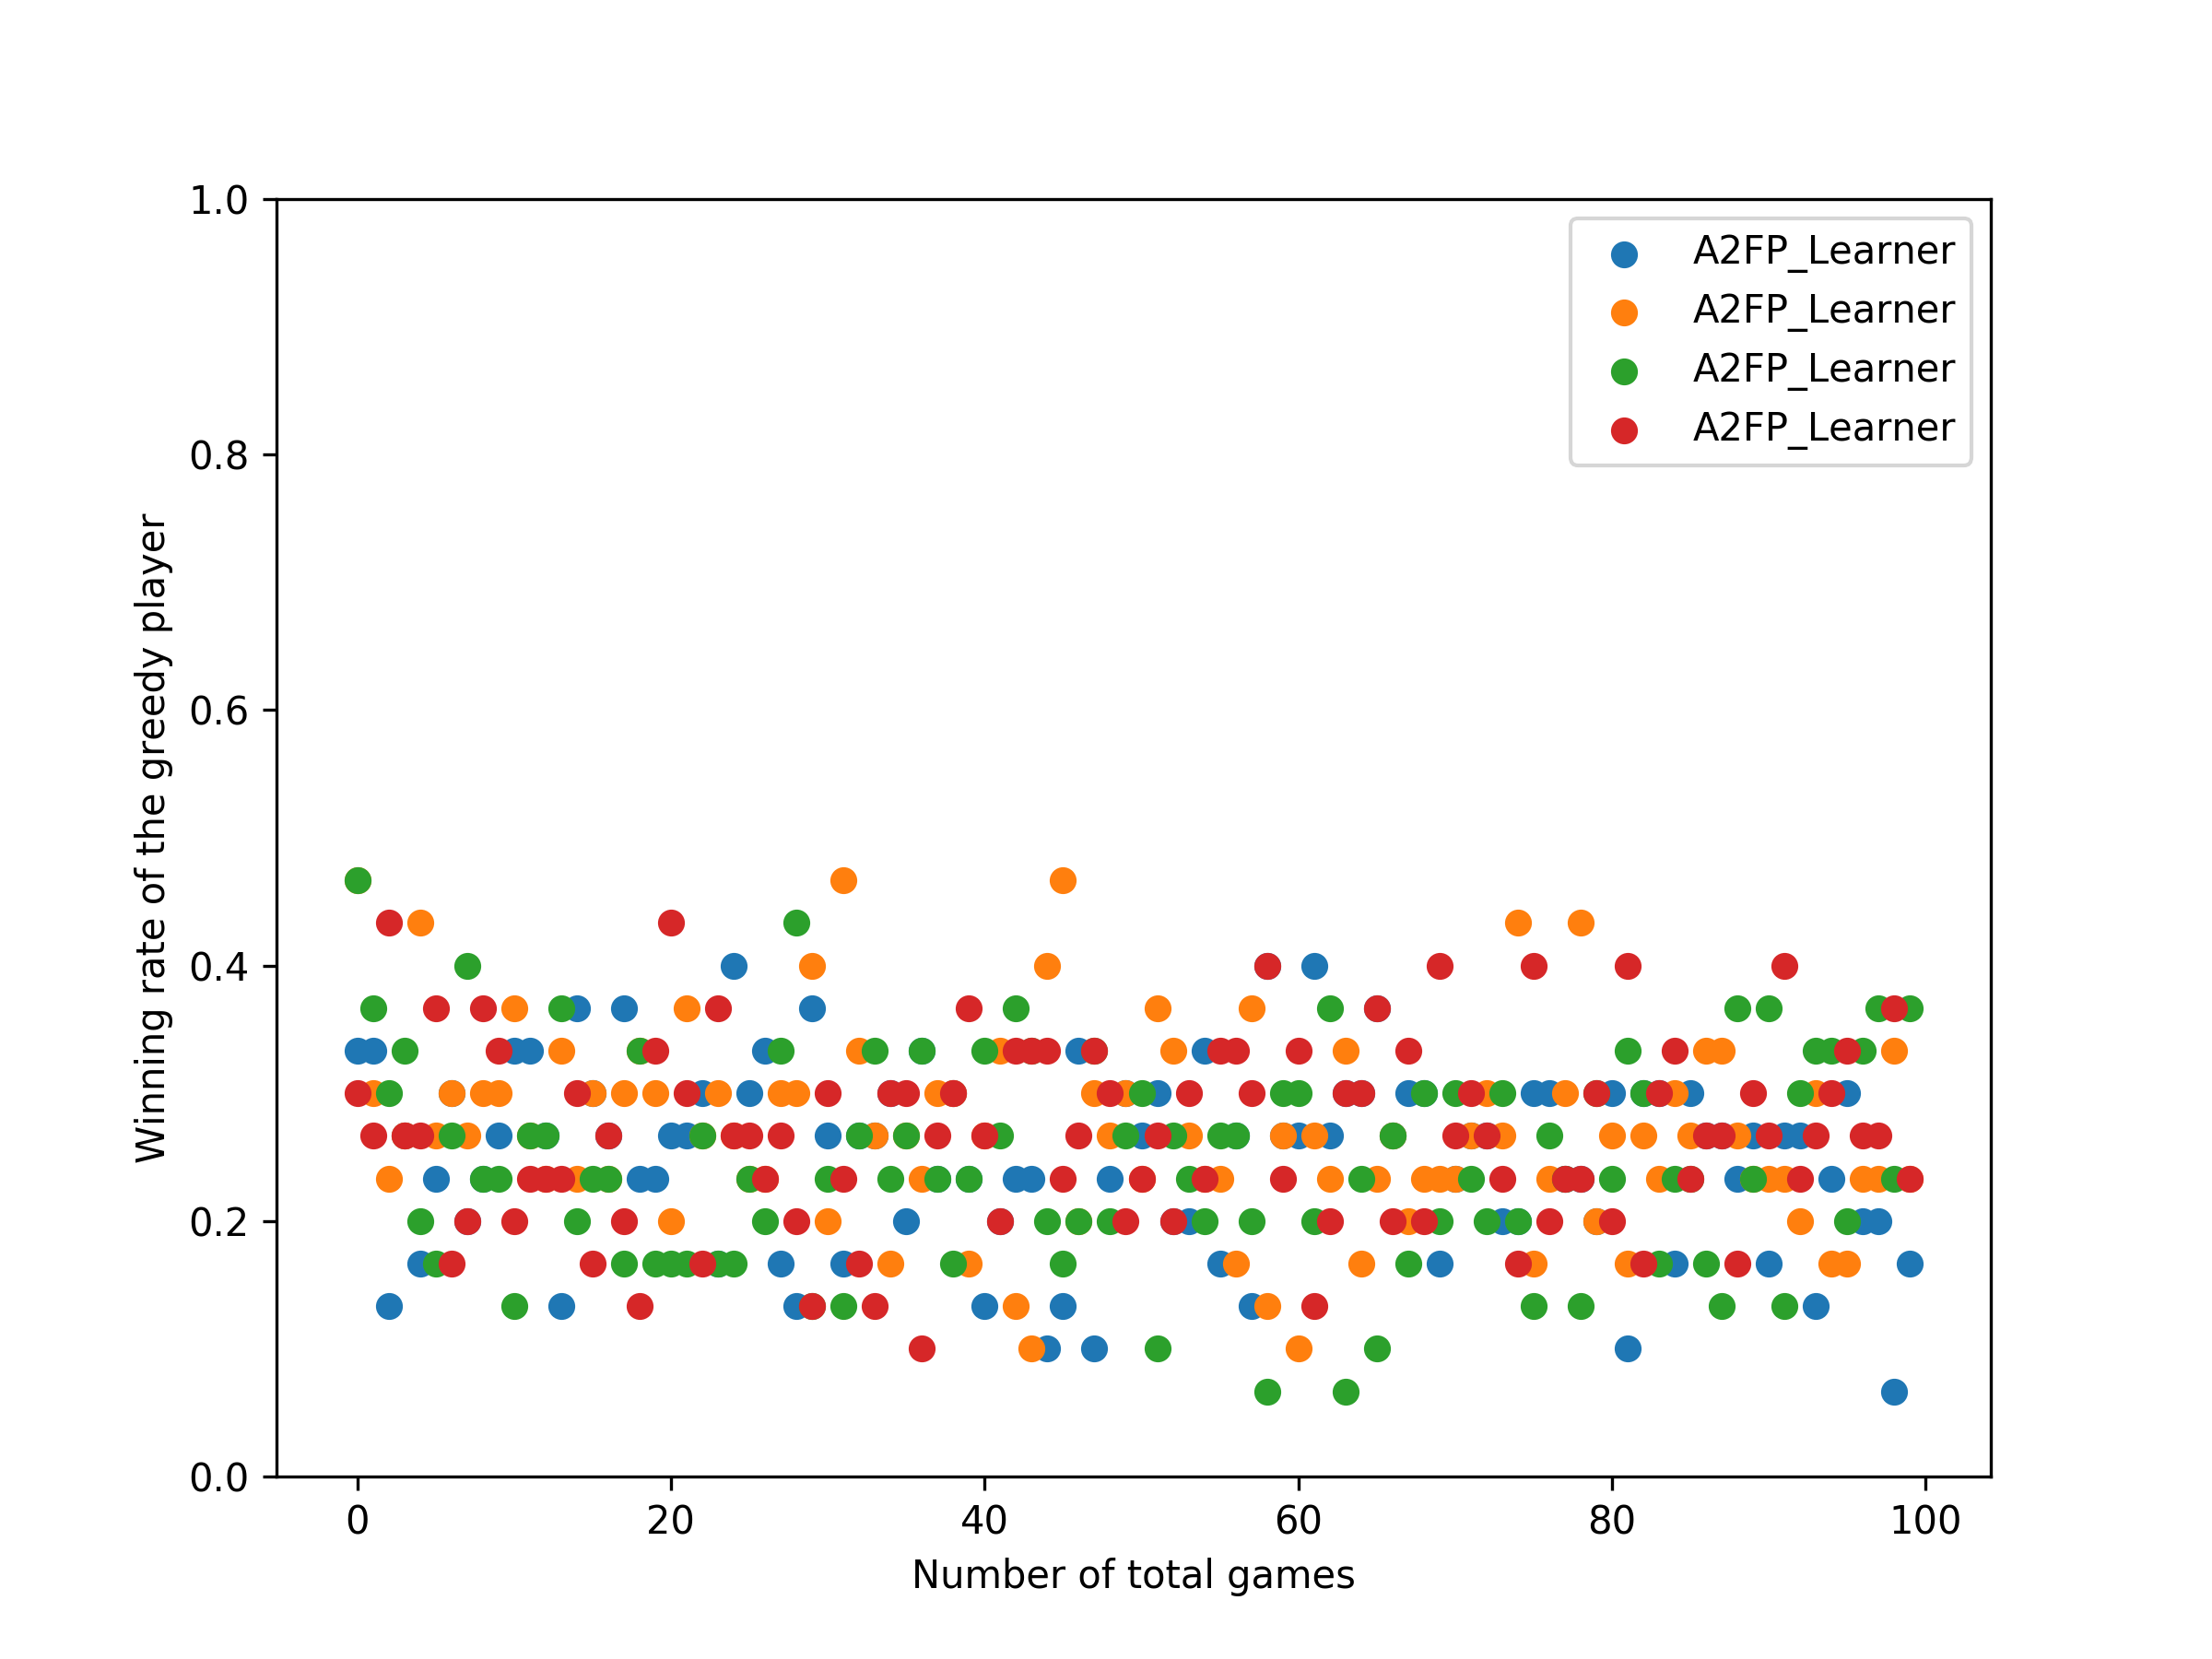 1.0
0.8
0.6
0.4
0.2
0.0
Winning rate of the greedy player
0 20 40 60 80 100
Number of total games
A2FP_Learner
A2FP_Learner
A2FP_Learner
A2FP_Learner